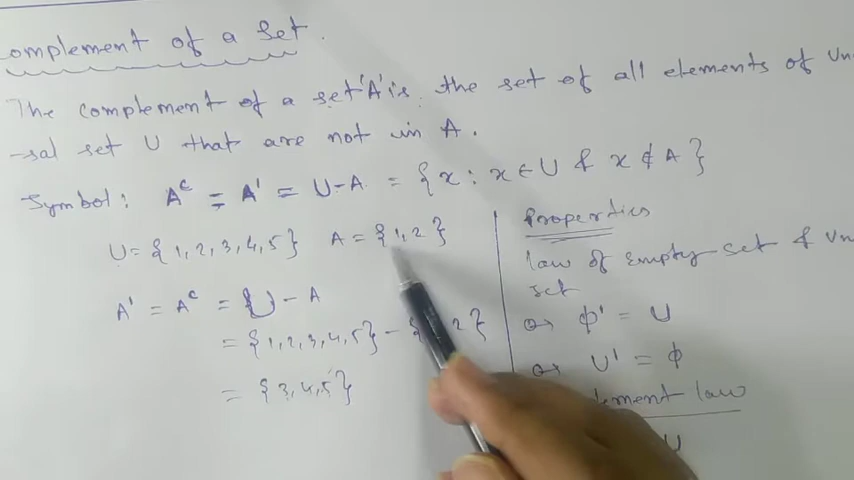 omplement of a Set.
The complement of a set 'A' is the set of all elements of Un
-sal set U that are not in A.
Symbol: Aᶜ = A' = U-A = {x : x ∈ U & x ∉ A}
U = {1,2,3,4,5} A = {1,2}
A' = Aᶜ = U - A
= {1,2,3,4,5} - { 2}
= {3,4,5}
Properties
law of Empty set & Un
set
φ' = U
U' = φ
lement law
U